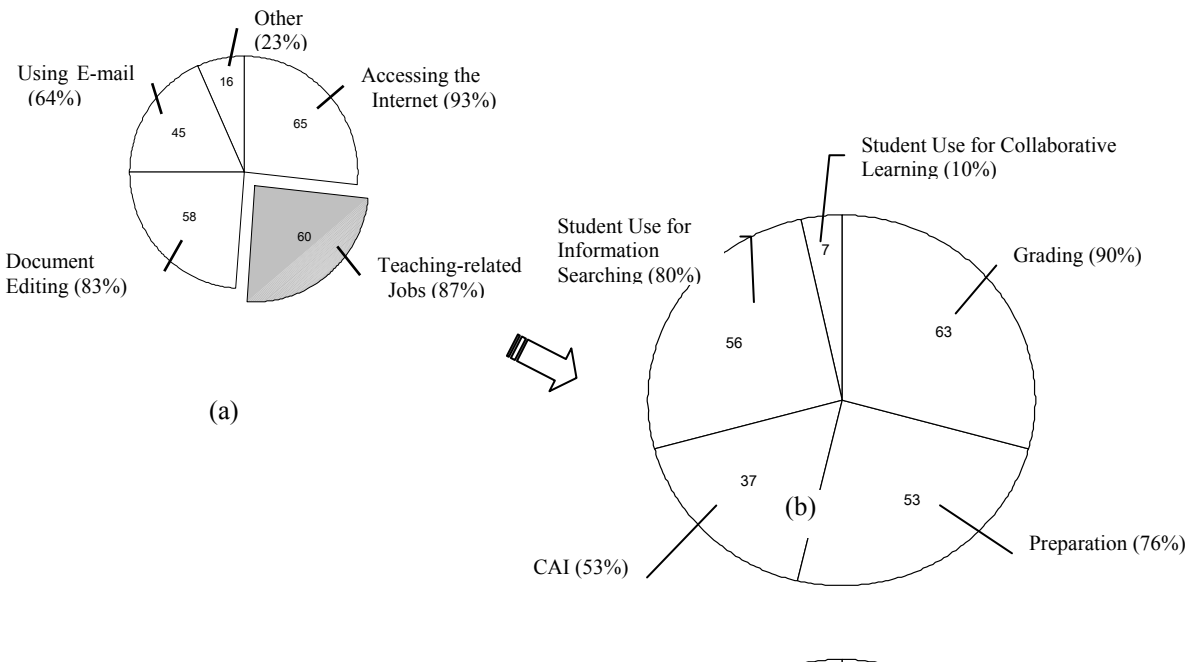 Other
(23%)
Using E-mail
(64%)
Accessing the
Internet (93%)
16
65
45
58
60
Document
Editing (83%)
Teaching-related
Jobs (87%)
(a)
Student Use for Collaborative
Learning (10%)
Student Use for
Information
Searching (80%)
7
Grading (90%)
63
56
37
53
(b)
Preparation (76%)
CAI (53%)